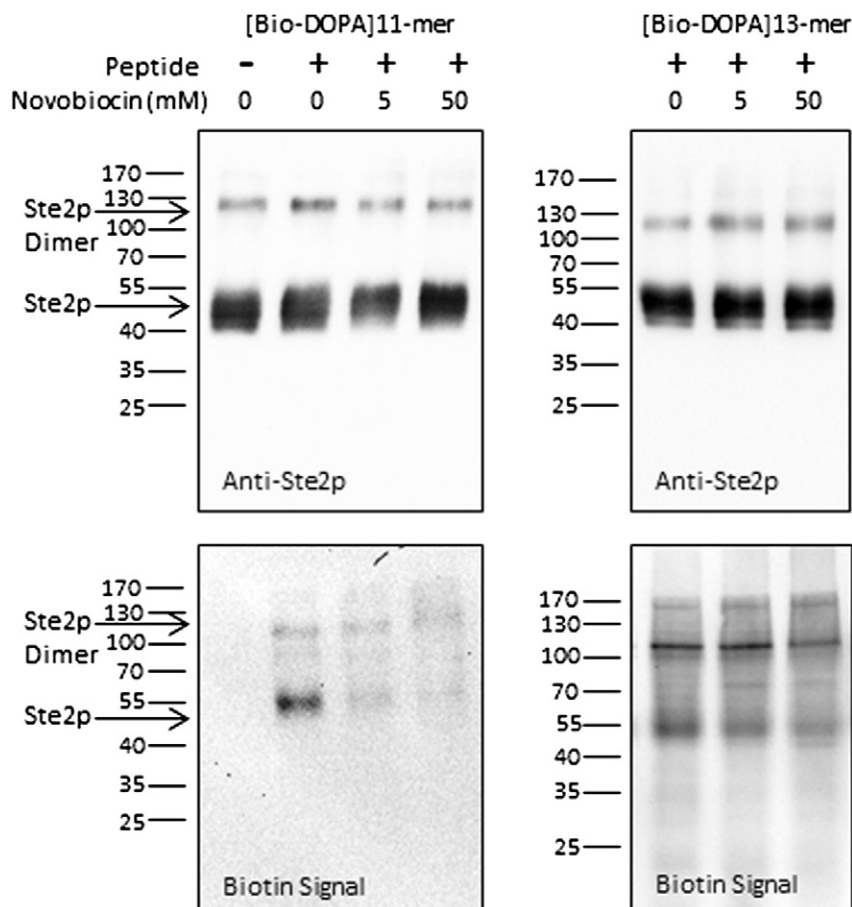 [Bio-DOPA]11-mer [Bio-DOPA]13-mer
Peptide - + + + + + +
Novobiocin (mM) 0 0 5 50 0 5 50
170
130
Ste2p
100
Dimer
70
55
Ste2p
40
35
25
Anti-Ste2p
170
130
100
70
55
40
35
25
Anti-Ste2p
170
130
Ste2p
100
Dimer
70
55
Ste2p
40
35
25
Biotin Signal
170
130
100
70
55
40
35
25
Biotin Signal